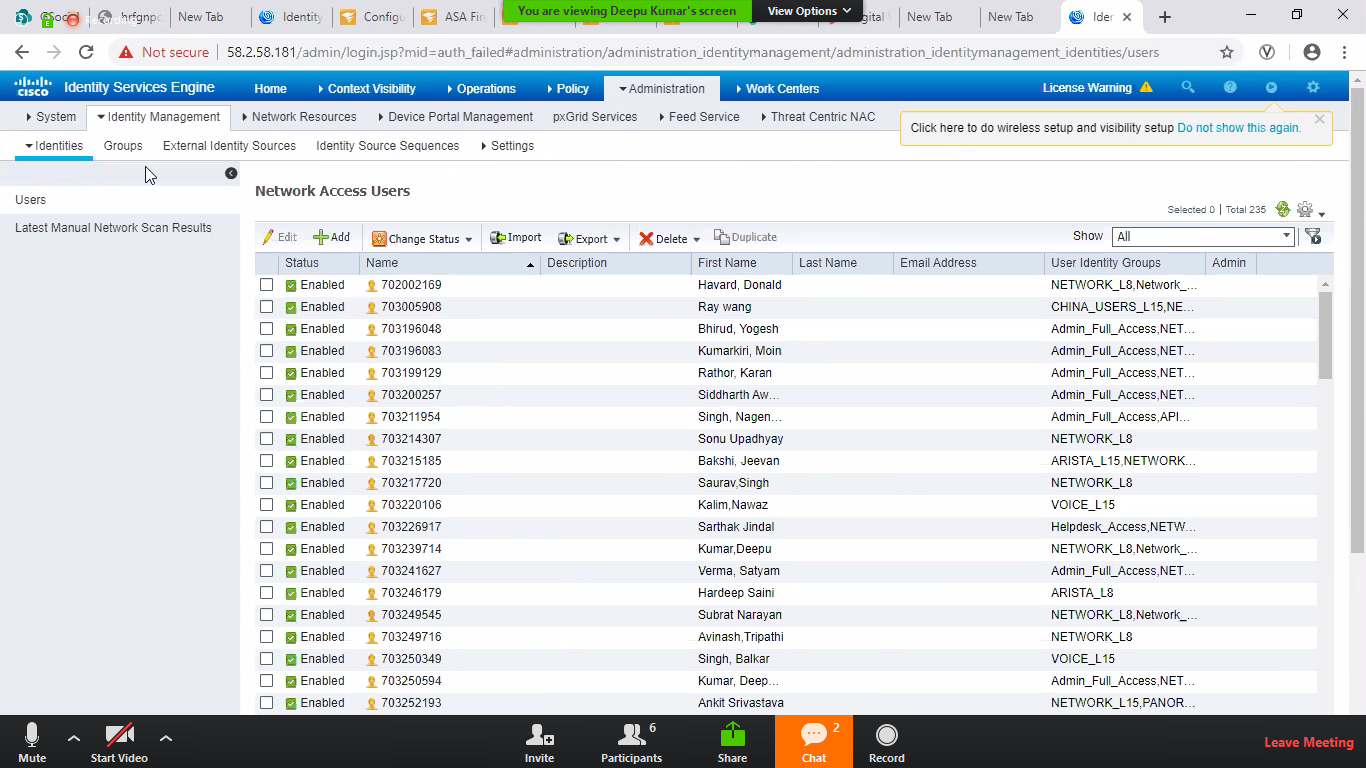 You are viewing Deepu Kumar's screen View Options
New Tab Identity Configu ASA Fin New Tab New Tab
Not secure 58.2.58.181/admin/login.jsp?mid=auth_failed#administration/administration_identitymanagement/administration_identitymanagement_identities/users
CISCO Identity Services Engine Home Context Visibility Operations Policy Administration Work Centers License Warning
System Identity Management Network Resources Device Portal Management pxGrid Services Feed Service Threat Centric NAC
Click here to do wireless setup and visibility setup Do not show this again.
Identities Groups External Identity Sources Identity Source Sequences Settings
Users
Latest Manual Network Scan Results
Network Access Users
Selected 0 | Total 235
Edit Add Change Status Import Export Delete Duplicate Show All
Status Name Description First Name Last Name Email Address User Identity Groups Admin
Enabled 702002169 Havard, Donald NETWORK_L8,Network_...
Enabled 703005908 Ray wang CHINA_USERS_L15,NE...
Enabled 703196048 Bhirud, Yogesh Admin_Full_Access,NET...
Enabled 703196083 Kumarkiri, Moin Admin_Full_Access,NET...
Enabled 703199129 Rathor, Karan Admin_Full_Access,NET...
Enabled 703200257 Siddharth Aw... Admin_Full_Access,NET...
Enabled 703211954 Singh, Nagen... Admin_Full_Access,API...
Enabled 703214307 Sonu Upadhyay NETWORK_L8
Enabled 703215185 Bakshi, Jeevan ARISTA_L15,NETWORK...
Enabled 703217720 Saurav,Singh NETWORK_L8
Enabled 703220106 Kalim,Nawaz VOICE_L15
Enabled 703226917 Sarthak Jindal Helpdesk_Access,NETW...
Enabled 703239714 Kumar,Deepu NETWORK_L8,Network_...
Enabled 703241627 Verma, Satyam Admin_Full_Access,NET...
Enabled 703246179 Hardeep Saini ARISTA_L8
Enabled 703249545 Subrat Narayan NETWORK_L8,Network_...
Enabled 703249716 Avinash,Tripathi NETWORK_L8
Enabled 703250349 Singh, Balkar VOICE_L15
Enabled 703250594 Kumar, Deep... Admin_Full_Access,NET...
Enabled 703252193 Ankit Srivastava NETWORK_L15,PANOR...
Mute Start Video Invite Participants 6 Share Chat 2 Record Leave Meeting